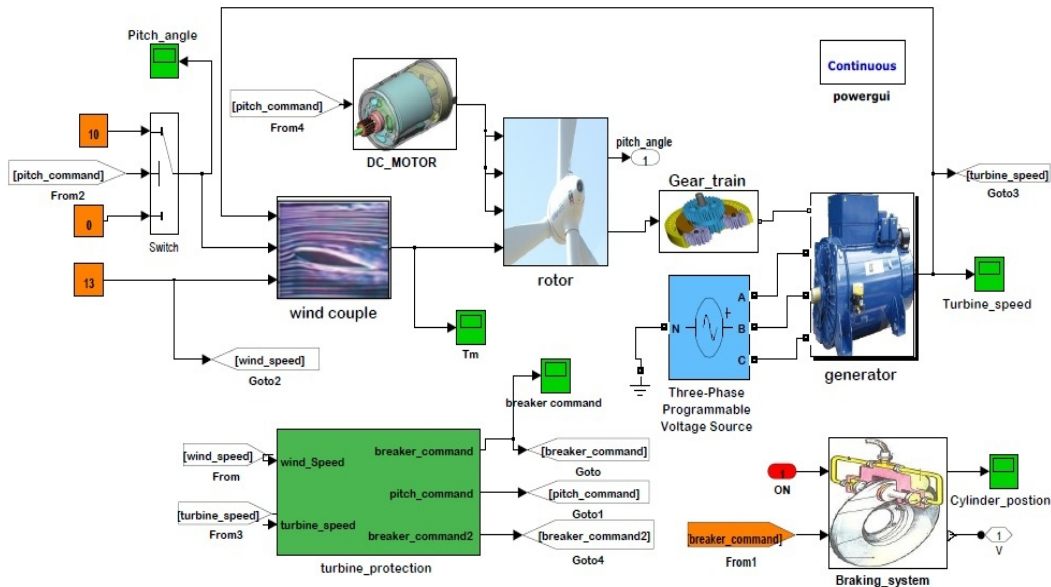 Pitch_angle
10
[pitch_command]
From2
0
Switch
13
[wind_speed]
Goto2
[pitch_command]
From4
DC_MOTOR
wind couple
Tm
rotor
pitch_angle
1
Gear_train
Continuous
powergui
[turbine_speed]
Goto3
Turbine_speed
generator
N
A
B
C
Three-Phase
Programmable
Voltage Source
breaker command
[wind_speed]
From
[turbine_speed]
From3
wind_Speed
turbine_speed
breaker_command
pitch_command
breaker_command2
turbine_protection
[breaker_command]
Goto
[pitch_command]
Goto1
[breaker_command2]
Goto4
1
ON
[breaker_command]
From1
Braking_system
Cylinder_postion
1
V